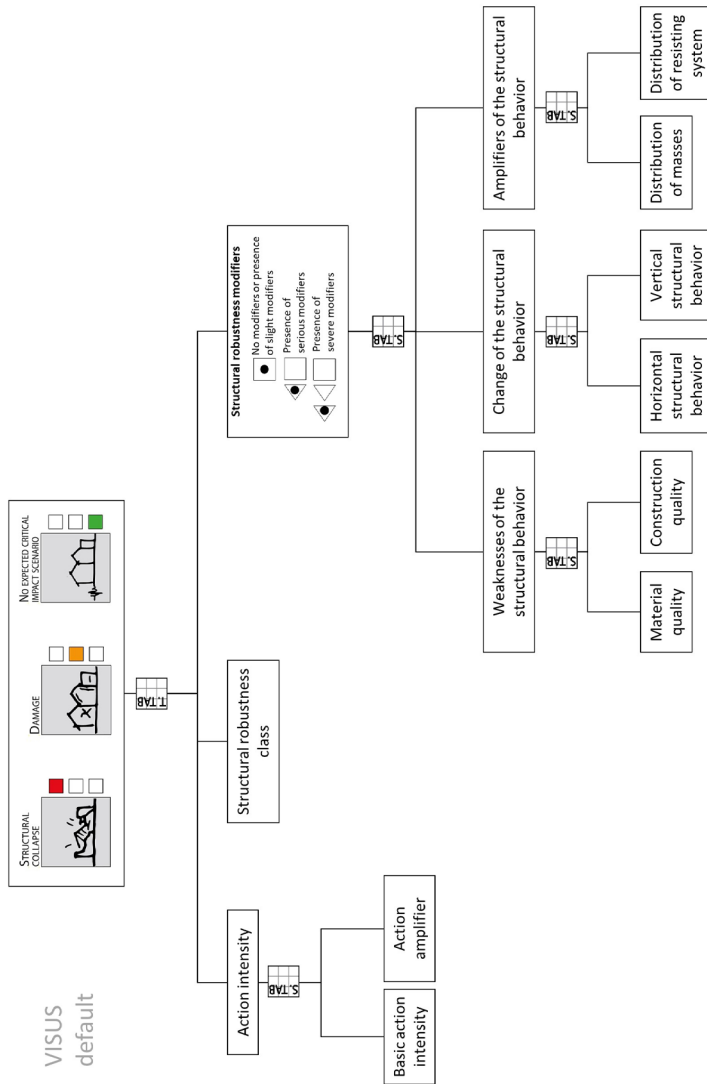 VISUS
default
STRUCTURAL
COLLAPSE
DAMAGE
NO EXPECTED CRITICAL
IMPACT SCENARIO
T. TAB
Action intensity
S. TAB
Basic action
intensity
Action
amplifier
Structural robustness
class
Structural robustness modifiers
No modifiers or presence
of slight modifiers
Presence of
serious modifiers
Presence of
severe modifiers
S. TAB
Weaknesses of the
structural behavior
S. TAB
Material
quality
Construction
quality
Change of the structural
behavior
S. TAB
Horizontal
structural
behavior
Vertical
structural
behavior
Amplifiers of the structural
behavior
S. TAB
Distribution
of masses
Distribution
of resisting
system